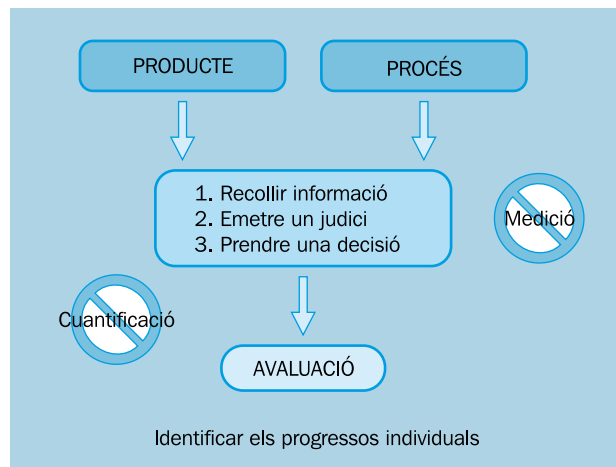 PRODUCTE
PROCÉS
1. Recollir informació
2. Emetre un judici
3. Prendre una decisió
Medició
Cuantificació
AVALUACIÓ
Identificar els progressos individuals